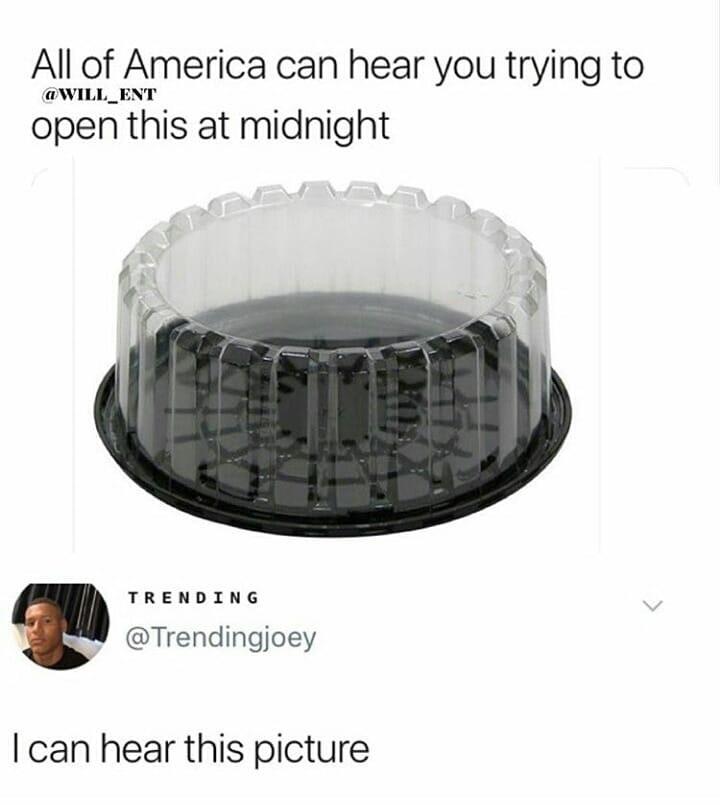 All of America can hear you trying to
@WILL_ENT
open this at midnight
TRENDING
@Trendingjoey
I can hear this picture